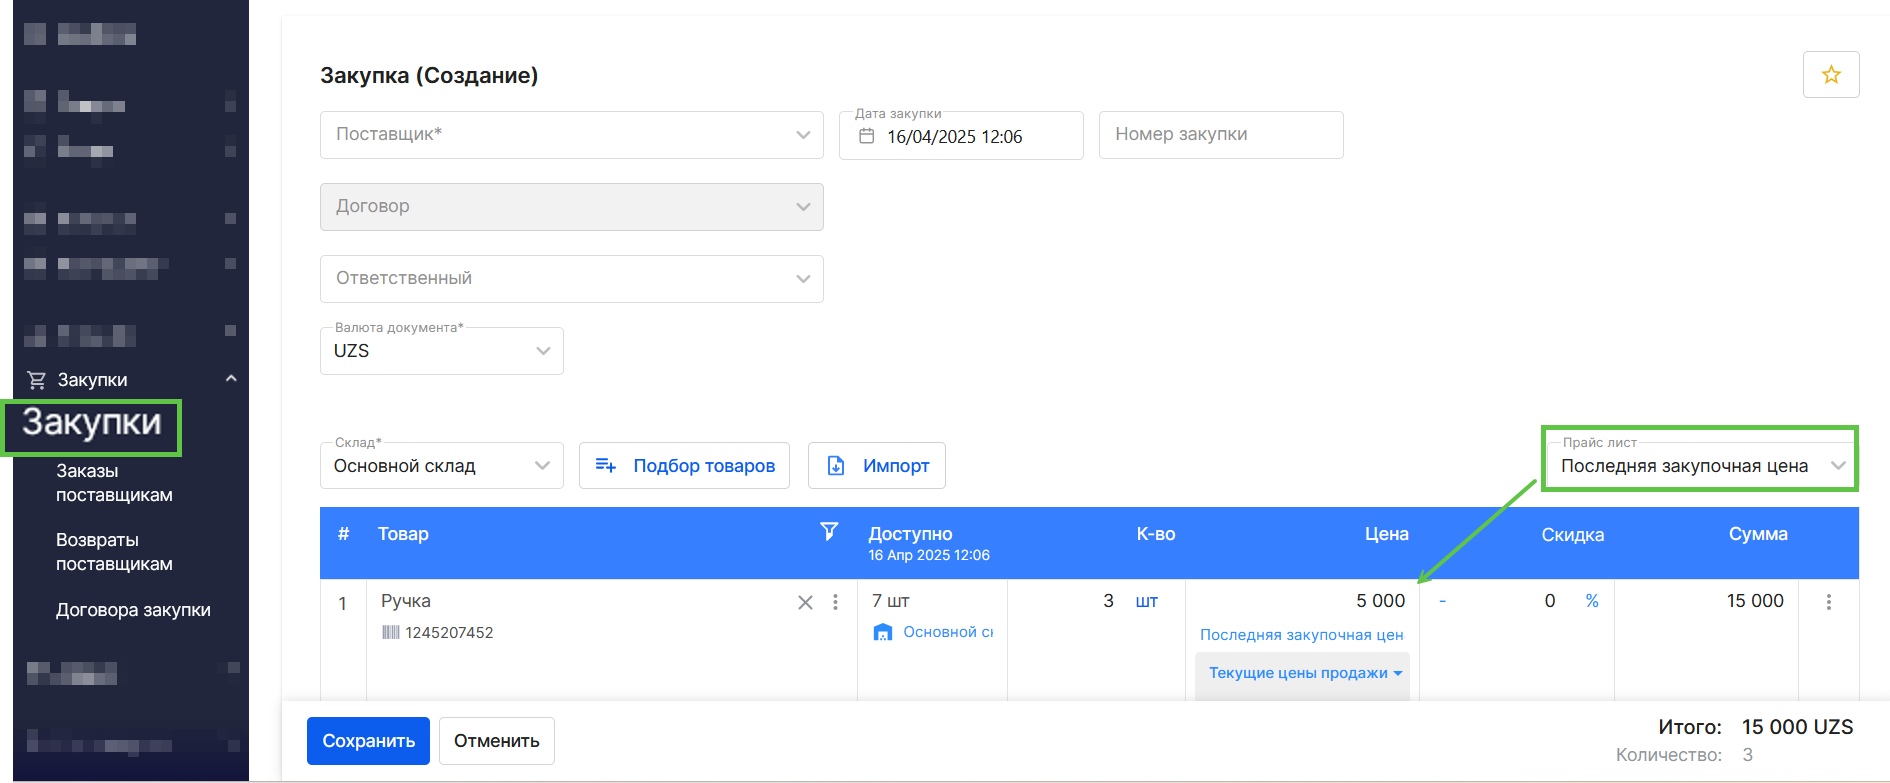 Закупки
Закупки
Заказы
поставщикам
Возвраты
поставщикам
Договора закупки
Закупка (Создание)
Поставщик*
Дата закупки
16/04/2025 12:06
Номер закупки
Договор
Ответственный
Валюта документа*
UZS
Склад*
Основной склад
Подбор товаров
Импорт
Прайс лист
Последняя закупочная цена
# Товар Доступно К-во Цена Скидка Сумма
16 Апр 2025 12:06
1 Ручка 7 шт 3 шт 5 000 - 0 % 15 000
1245207452 Основной ск Последняя закупочная цен
Текущие цены продажи
Сохранить Отменить
Итого: 15 000 UZS
Количество: 3